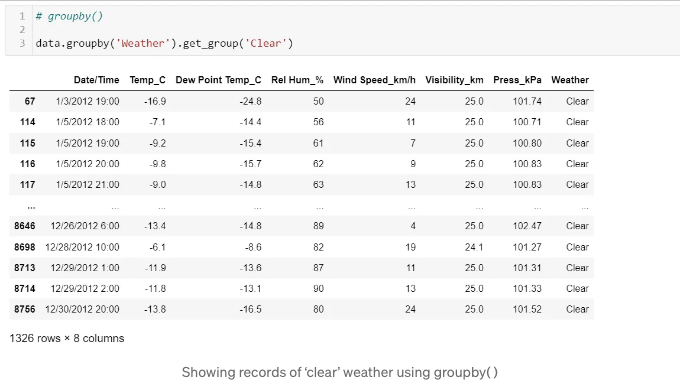 1 # groupby()
2
3 data.groupby('Weather').get_group('Clear')
Date/Time Temp_C Dew Point Temp_C Rel Hum_% Wind Speed_km/h Visibility_km Press_kPa Weather
67 1/3/2012 19:00 -16.9 -24.8 50 24 25.0 101.74 Clear
114 1/5/2012 18:00 -7.1 -14.4 56 11 25.0 100.71 Clear
115 1/5/2012 19:00 -9.2 -15.4 61 7 25.0 100.80 Clear
116 1/5/2012 20:00 -9.8 -15.7 62 9 25.0 100.83 Clear
117 1/5/2012 21:00 -9.0 -14.8 63 13 25.0 100.83 Clear
... ... ... ... ... ... ... ... ...
8646 12/26/2012 6:00 -13.4 -14.8 89 4 25.0 102.47 Clear
8698 12/28/2012 10:00 -6.1 -8.6 82 19 24.1 101.27 Clear
8713 12/29/2012 1:00 -11.9 -13.6 87 11 25.0 101.31 Clear
8714 12/29/2012 2:00 -11.8 -13.1 90 13 25.0 101.33 Clear
8756 12/30/2012 20:00 -13.8 -16.5 80 24 25.0 101.52 Clear
1326 rows × 8 columns
Showing records of ‘clear’ weather using groupby( )